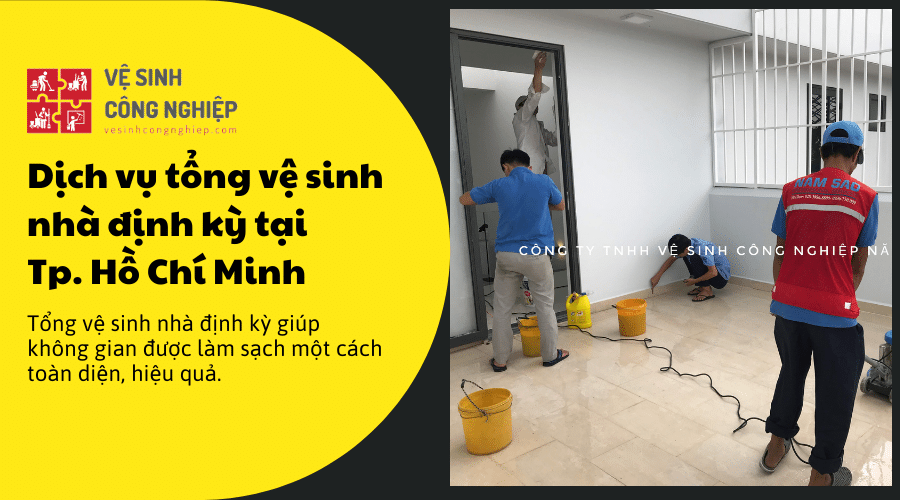 VỆ SINH
CÔNG NGHIỆP
vesinhcongnghiep.com
Dịch vụ tổng vệ sinh
nhà định kỳ tại
Tp. Hồ Chí Minh
Tổng vệ sinh nhà định kỳ giúp
không gian được làm sạch một cách
toàn diện, hiệu quả.
NAM SAO
CÔNG TY TNHH VỆ SINH CÔNG NGHIỆP NĂ